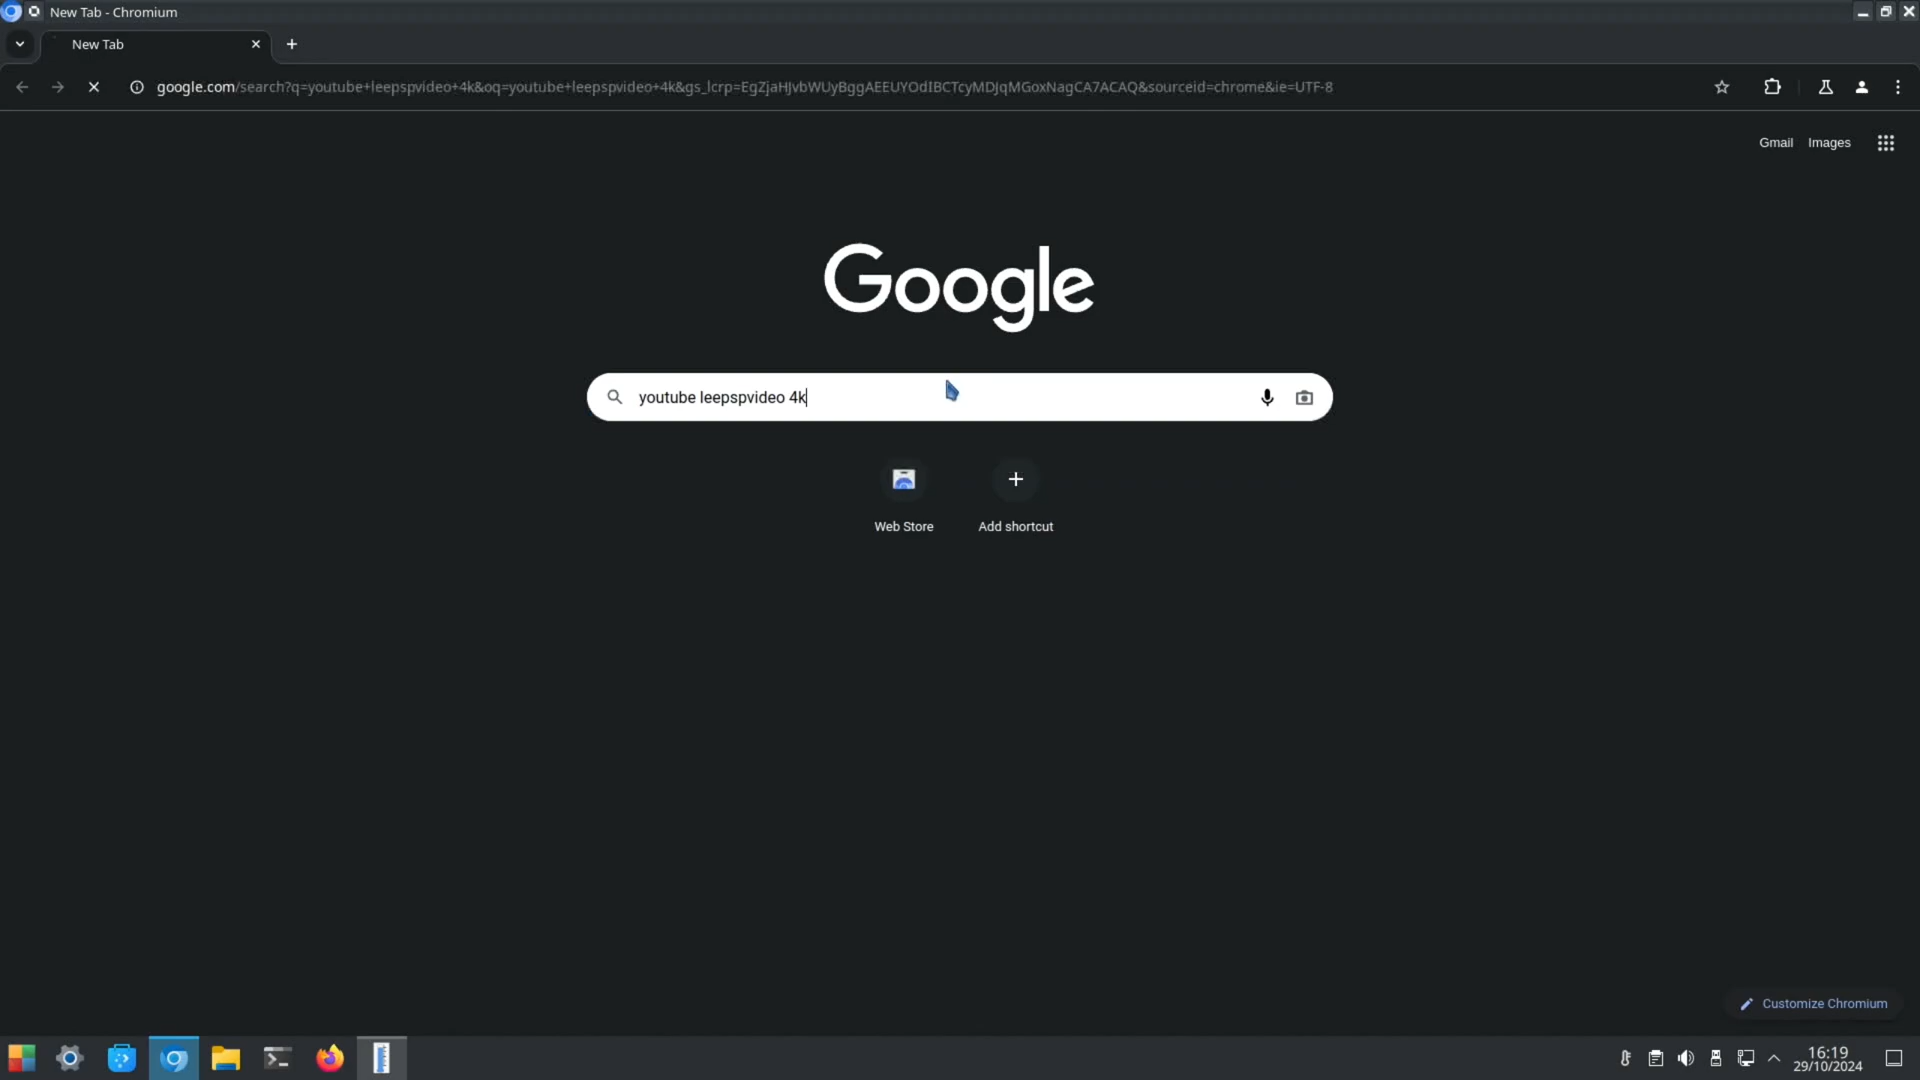 New Tab - Chromium
New Tab
google.com/search?q=youtube+leepspvideo+4k&oq=youtube+leepspvideo+4k&gs_lcrp=EgZjaHJvbWUyBggAEEUYOdIBCTcyMDJqMGoxNagCA7ACAQ&sourceid=chrome&ie=UTF-8
Gmail Images
Google
youtube leepspvideo 4k
Web Store Add shortcut
Customize Chromium
16:19
29/10/2024